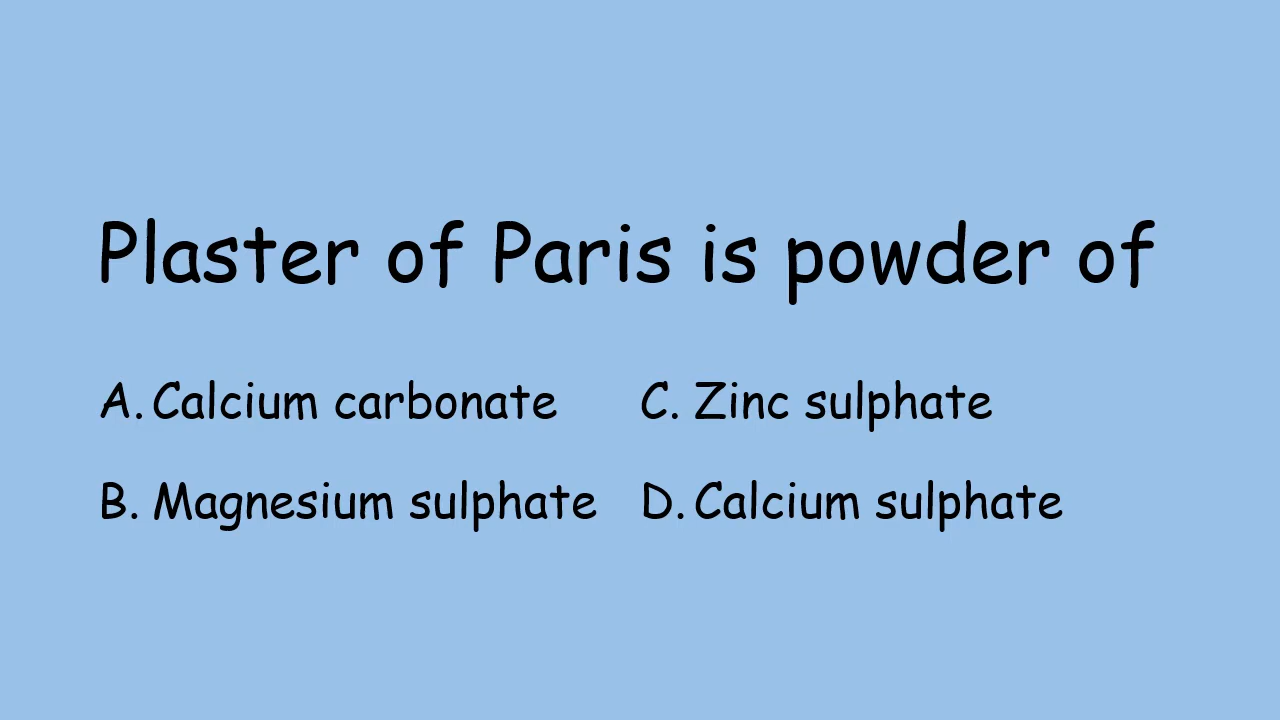 Plaster of Paris is powder of
A. Calcium carbonate
B. Magnesium sulphate
C. Zinc sulphate
D. Calcium sulphate